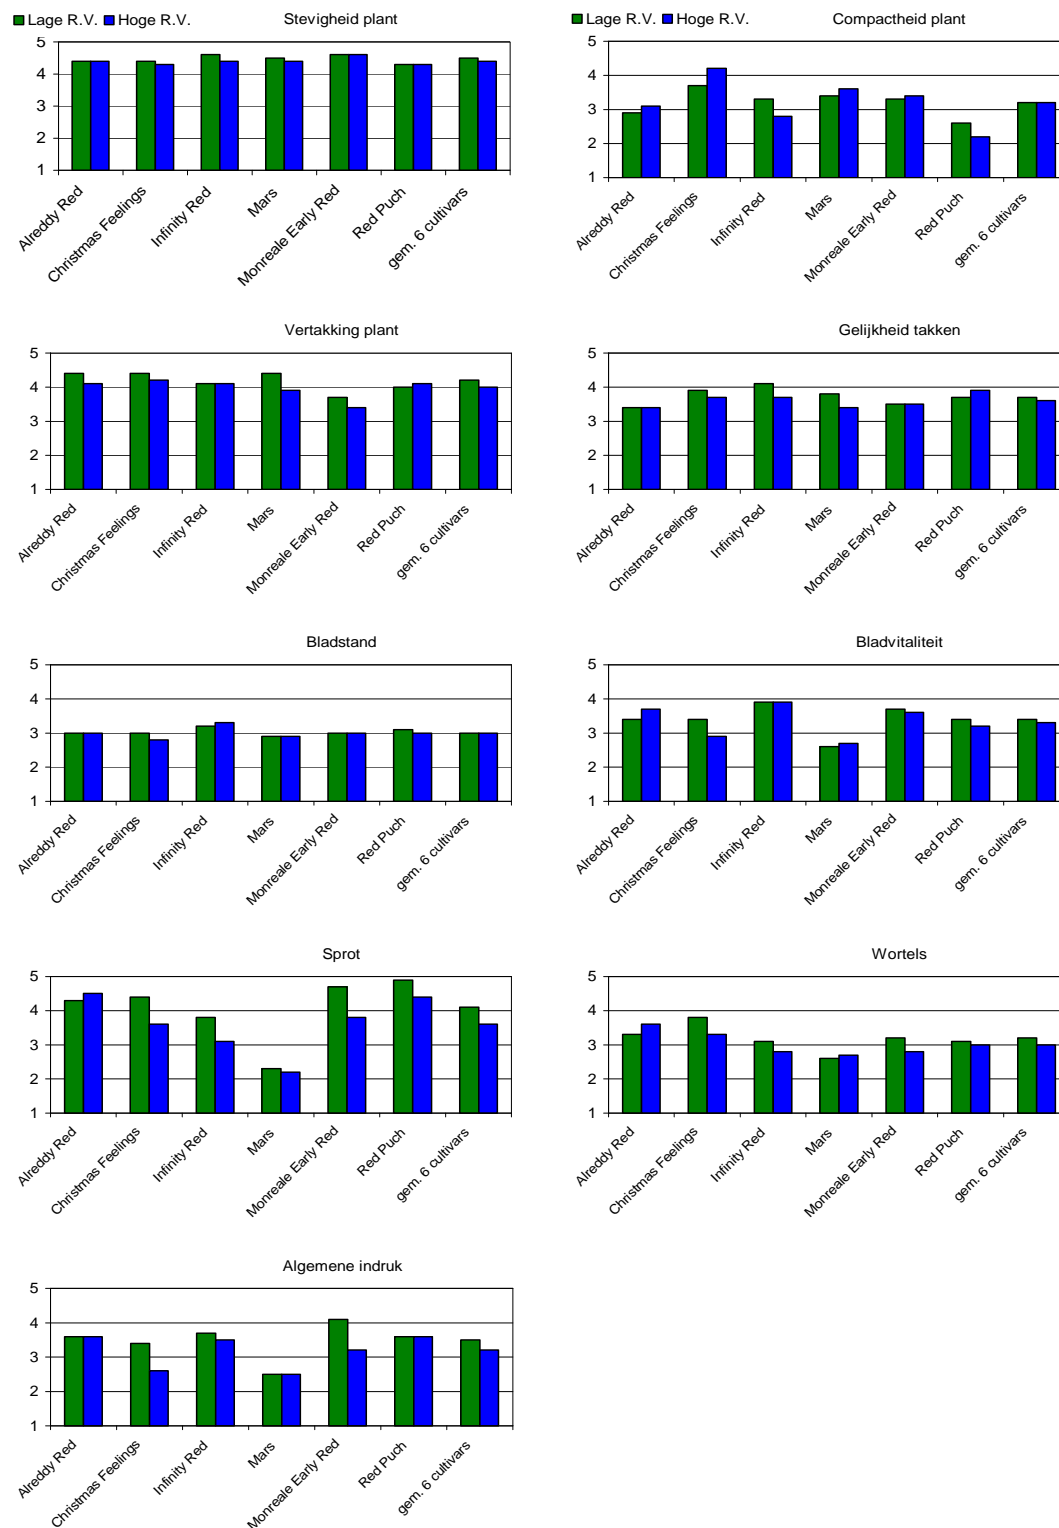 Lage R.V. Hoge R.V. Stevigheid plant
5
4
3
2
1
Alreddy Red
Christmas Feelings
Infinity Red
Mars
Monreale Early Red
Red Puch
gem. 6 cultivars
Lage R.V. Hoge R.V. Compactheid plant
5
4
3
2
1
Alreddy Red
Christmas Feelings
Infinity Red
Mars
Monreale Early Red
Red Puch
gem. 6 cultivars
Vertakking plant
5
4
3
2
1
Alreddy Red
Christmas Feelings
Infinity Red
Mars
Monreale Early Red
Red Puch
gem. 6 cultivars
Gelijkheid takken
5
4
3
2
1
Alreddy Red
Christmas Feelings
Infinity Red
Mars
Monreale Early Red
Red Puch
gem. 6 cultivars
Bladstand
5
4
3
2
1
Alreddy Red
Christmas Feelings
Infinity Red
Mars
Monreale Early Red
Red Puch
gem. 6 cultivars
Bladvitaliteit
5
4
3
2
1
Alreddy Red
Christmas Feelings
Infinity Red
Mars
Monreale Early Red
Red Puch
gem. 6 cultivars
Sprot
5
4
3
2
1
Alreddy Red
Christmas Feelings
Infinity Red
Mars
Monreale Early Red
Red Puch
gem. 6 cultivars
Wortels
5
4
3
2
1
Alreddy Red
Christmas Feelings
Infinity Red
Mars
Monreale Early Red
Red Puch
gem. 6 cultivars
Algemene indruk
5
4
3
2
1
Alreddy Red
Christmas Feelings
Infinity Red
Mars
Monreale Early Red
Red Puch
gem. 6 cultivars